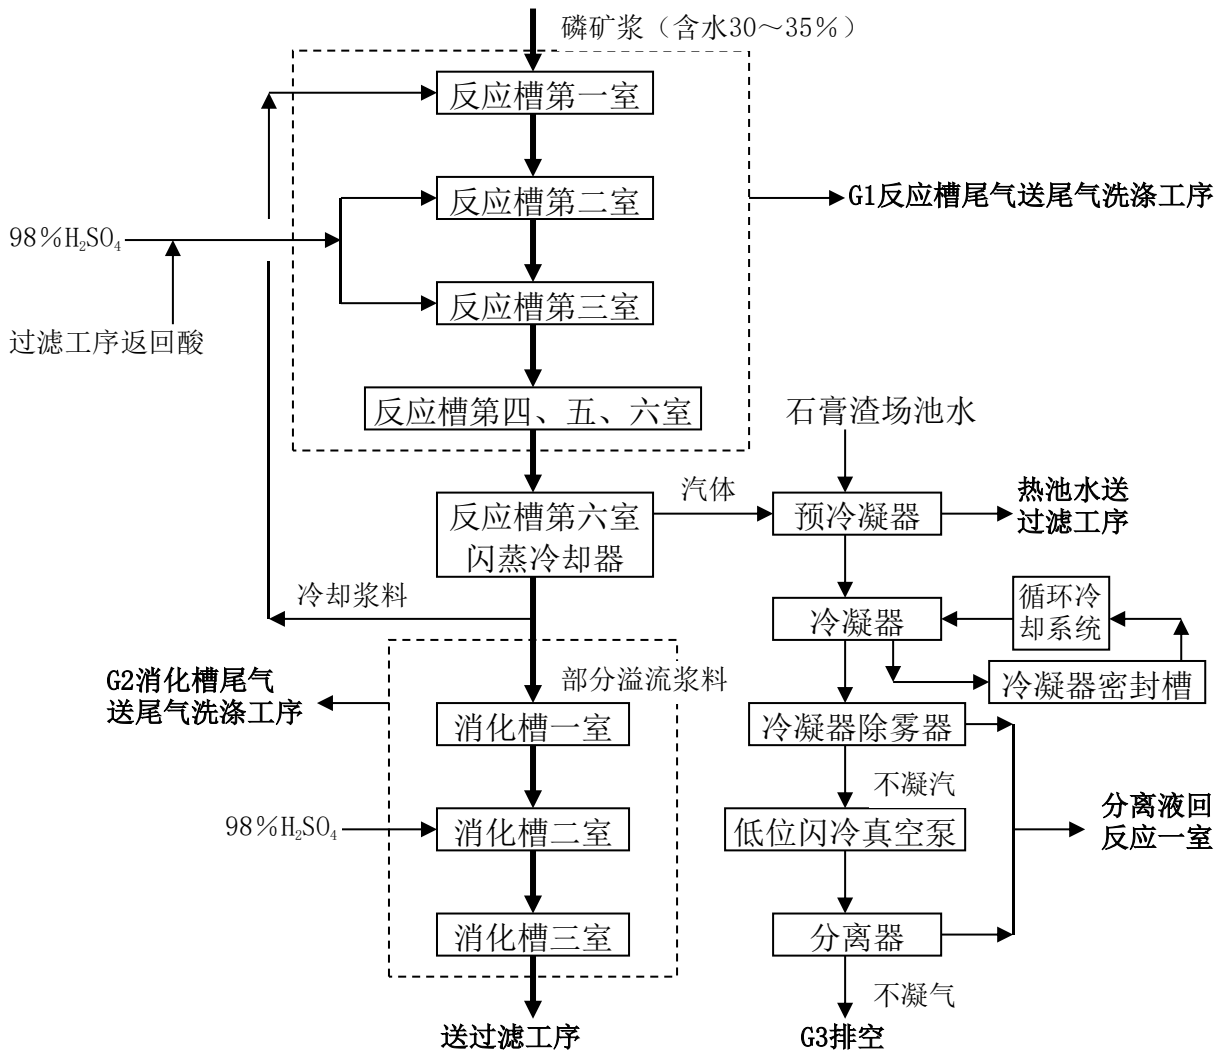 磷矿浆（含水30～35%）
反应槽第一室
反应槽第二室
G1反应槽尾气送尾气洗涤工序
98%H₂SO₄
反应槽第三室
过滤工序返回酸
反应槽第四、五、六室
石膏渣场池水
汽体
热池水送
过滤工序
反应槽第六室
闪蒸冷却器
预冷凝器
冷却浆料
冷凝器
循环冷
却系统
G2消化槽尾气
送尾气洗涤工序
部分溢流浆料
冷凝器密封槽
消化槽一室
冷凝器除雾器
不凝汽
分离液回
反应一室
98%H₂SO₄
消化槽二室
低位闪冷真空泵
消化槽三室
分离器
不凝气
送过滤工序
G3排空